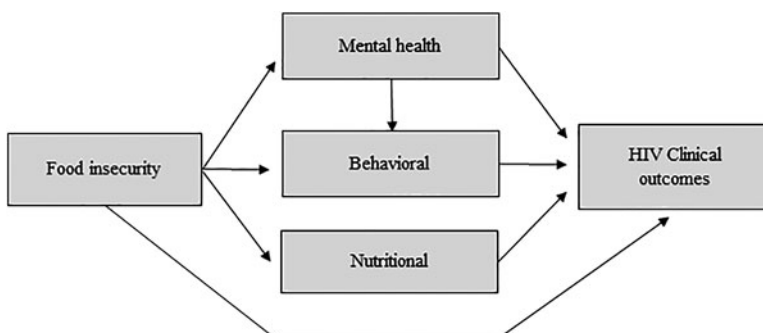 Mental health
Food insecurity
Behavioral
HIV Clinical
outcomes
Nutritional